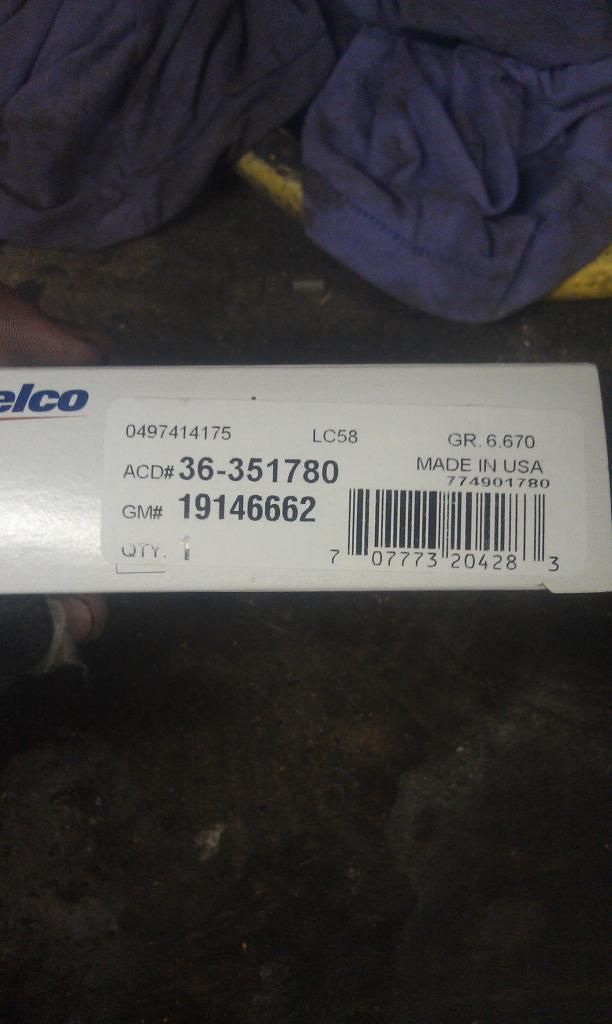 elco
0497414175 LC58 GR. 6.670
ACD# 36-351780 MADE IN USA
774901780
GM# 19146662
QTY. 1
7 07773 20428 3